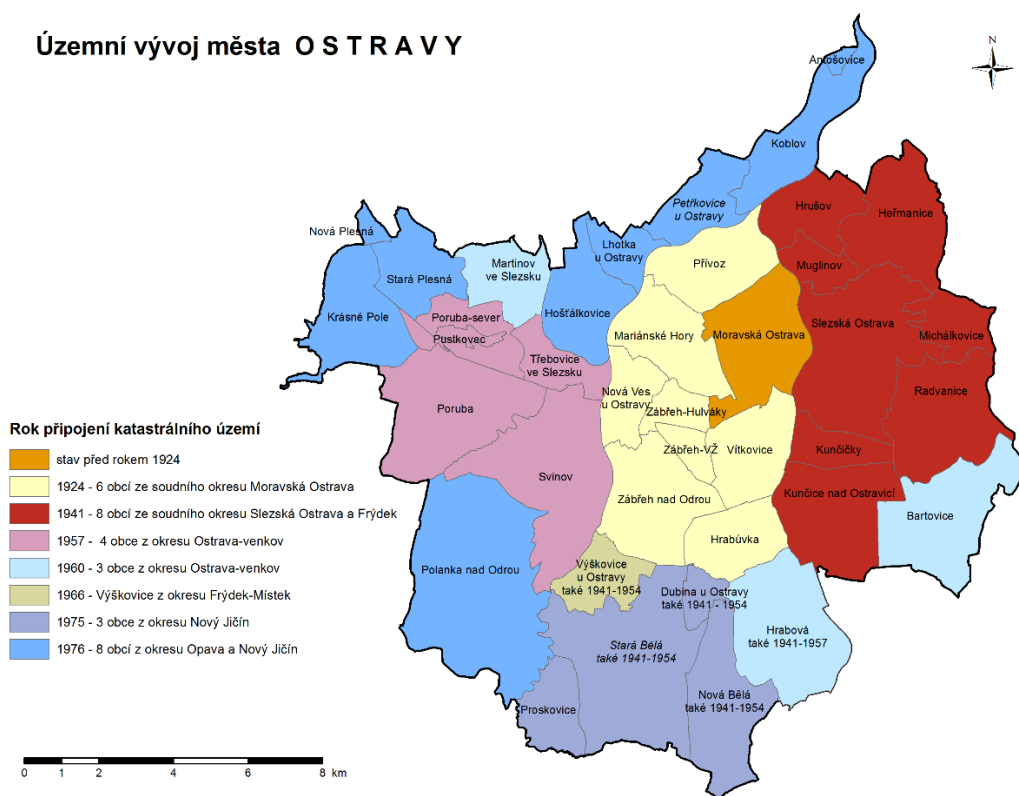 Územní vývoj města O S T R A V Y
N
Antošovice
Koblov
Petřkovice
u Ostravy
Hrušov
Heřmanice
Nová Plesná
Lhotka
u Ostravy
Přívoz
Martinov
ve Slezsku
Muglinov
Stará Plesná
Krásné Pole
Poruba-sever
Hošťálkovice
Slezská Ostrava
Pustkovec
Mariánské Hory
Moravská Ostrava
Michálkovice
Třebovice
ve Slezsku
Nová Ves
u Ostravy
Radvanice
Poruba
Zábřeh-Hulváky
Rok připojení katastrálního území
stav před rokem 1924
1924 - 6 obcí ze soudního okresu Moravská Ostrava
1941 - 8 obcí ze soudního okresu Slezská Ostrava a Frýdek
1957 - 4 obce z okresu Ostrava-venkov
1960 - 3 obce z okresu Ostrava-venkov
1966 - Výškovice z okresu Frýdek-Místek
1975 - 3 obce z okresu Nový Jičín
1976 - 8 obcí z okresu Opava a Nový Jičín
Zábřeh-VŽ
Vítkovice
Kunčičky
Svinov
Zábřeh nad Odrou
Kunčice nad Ostravicí
Bartovice
Hrabůvka
Polanka nad Odrou
Výškovice
u Ostravy
také 1941-1954
Dubina u Ostravy
také 1941 - 1954
Hrabová
také 1941-1957
Stará Bělá
také 1941-1954
Nová Bělá
také 1941-1954
Proskovice
0 1 2 4 6 8 km